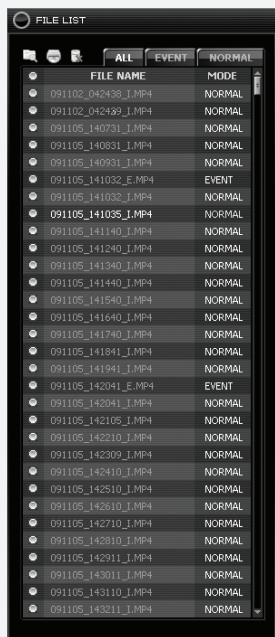 FILE LIST
ALL EVENT NORMAL
FILE NAME MODE
091102_042438_I.MP4 NORMAL
091102_042439_I.MP4 NORMAL
091105_140731_I.MP4 NORMAL
091105_140831_I.MP4 NORMAL
091105_140931_I.MP4 NORMAL
091105_141032_E.MP4 EVENT
091105_141032_I.MP4 NORMAL
091105_141035_I.MP4 NORMAL
091105_141140_I.MP4 NORMAL
091105_141240_I.MP4 NORMAL
091105_141340_I.MP4 NORMAL
091105_141440_I.MP4 NORMAL
091105_141540_I.MP4 NORMAL
091105_141640_I.MP4 NORMAL
091105_141740_I.MP4 NORMAL
091105_141841_I.MP4 NORMAL
091105_141941_I.MP4 NORMAL
091105_142041_E.MP4 EVENT
091105_142041_I.MP4 NORMAL
091105_142105_I.MP4 NORMAL
091105_142210_I.MP4 NORMAL
091105_142309_I.MP4 NORMAL
091105_142410_I.MP4 NORMAL
091105_142510_I.MP4 NORMAL
091105_142610_I.MP4 NORMAL
091105_142710_I.MP4 NORMAL
091105_142810_I.MP4 NORMAL
091105_142911_I.MP4 NORMAL
091105_143011_I.MP4 NORMAL
091105_143110_I.MP4 NORMAL
091105_143211_I.MP4 NORMAL